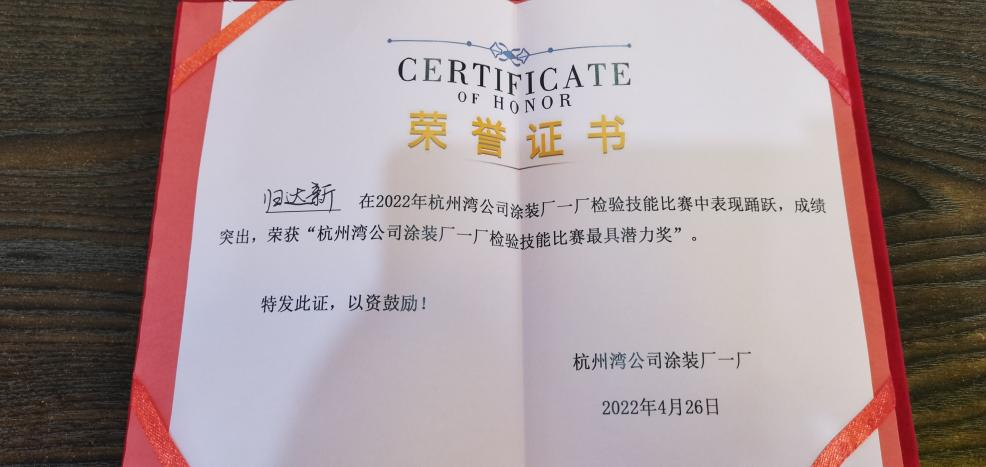 CERTIFICATE
OF HONOR
荣誉证书
归达新 在2022年杭州湾公司涂装厂一厂检验技能比赛中表现踊跃，成绩
突出，荣获“杭州湾公司涂装厂一厂检验技能比赛最具潜力奖”。
特发此证，以资鼓励！
杭州湾公司涂装厂一厂
2022年4月26日